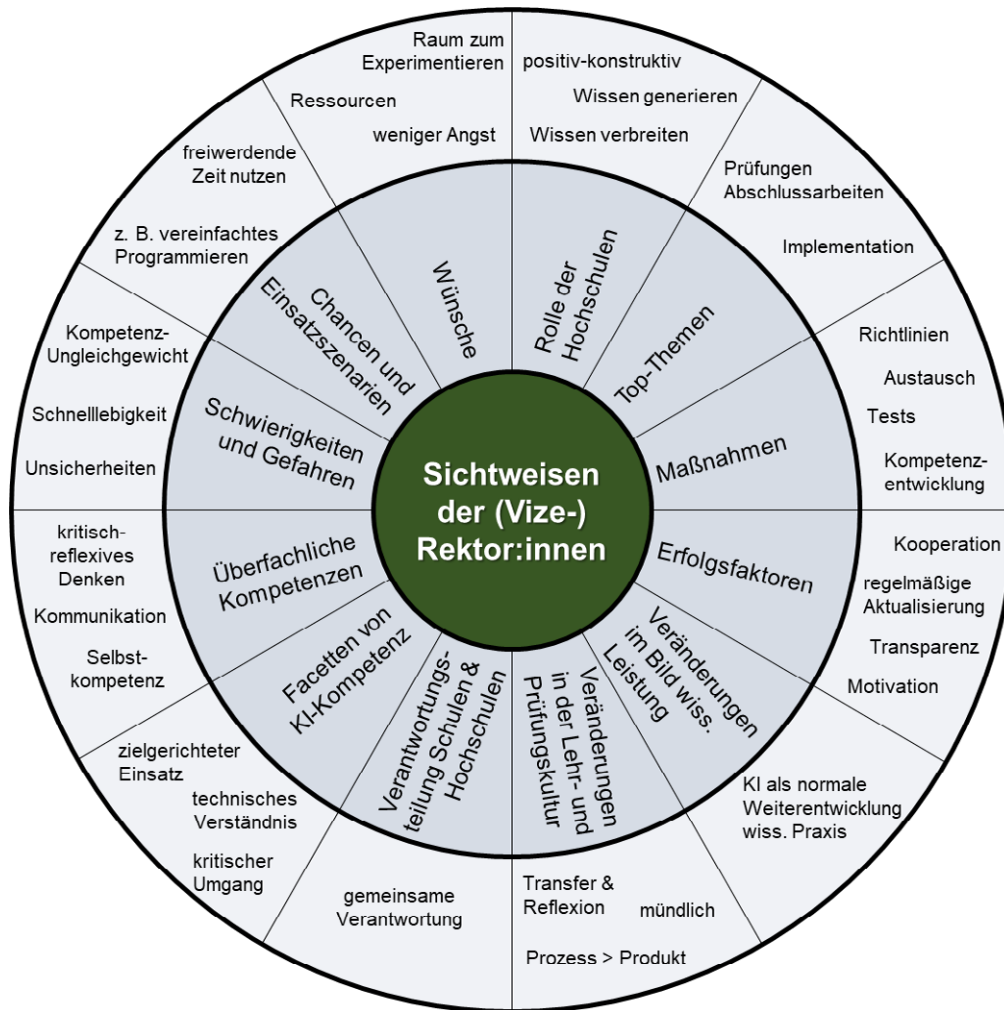 Sichtweisen
der (Vize-)
Rektor:innen
Rolle der
Hochschulen
positiv-konstruktiv
Wissen generieren
Wissen verbreiten
Top-Themen
Prüfungen
Abschlussarbeiten
Implementation
Maßnahmen
Richtlinien
Austausch
Tests
Kompetenz-
entwicklung
Erfolgsfaktoren
Kooperation
regelmäßige
Aktualisierung
Transparenz
Motivation
Veränderungen
im Bild wiss.
Leistung
KI als normale
Weiterentwicklung
wiss. Praxis
Veränderungen
in der Lehr- und
Prüfungskultur
Transfer &
Reflexion
mündlich
Prozess > Produkt
Verantwortungs-
teilung Schulen &
Hochschulen
gemeinsame
Verantwortung
Facetten von
KI-Kompetenz
zielgerichteter
Einsatz
technisches
Verständnis
kritischer
Umgang
Überfachliche
Kompetenzen
kritisch-
reflexives
Denken
Kommunikation
Selbst-
kompetenz
Schwierigkeiten
und Gefahren
Kompetenz-
Ungleichgewicht
Schnelllebigkeit
Unsicherheiten
Chancen und
Einsatzszenarien
freiwerdende
Zeit nutzen
z. B. vereinfachtes
Programmieren
Wünsche
Raum zum
Experimentieren
Ressourcen
weniger Angst